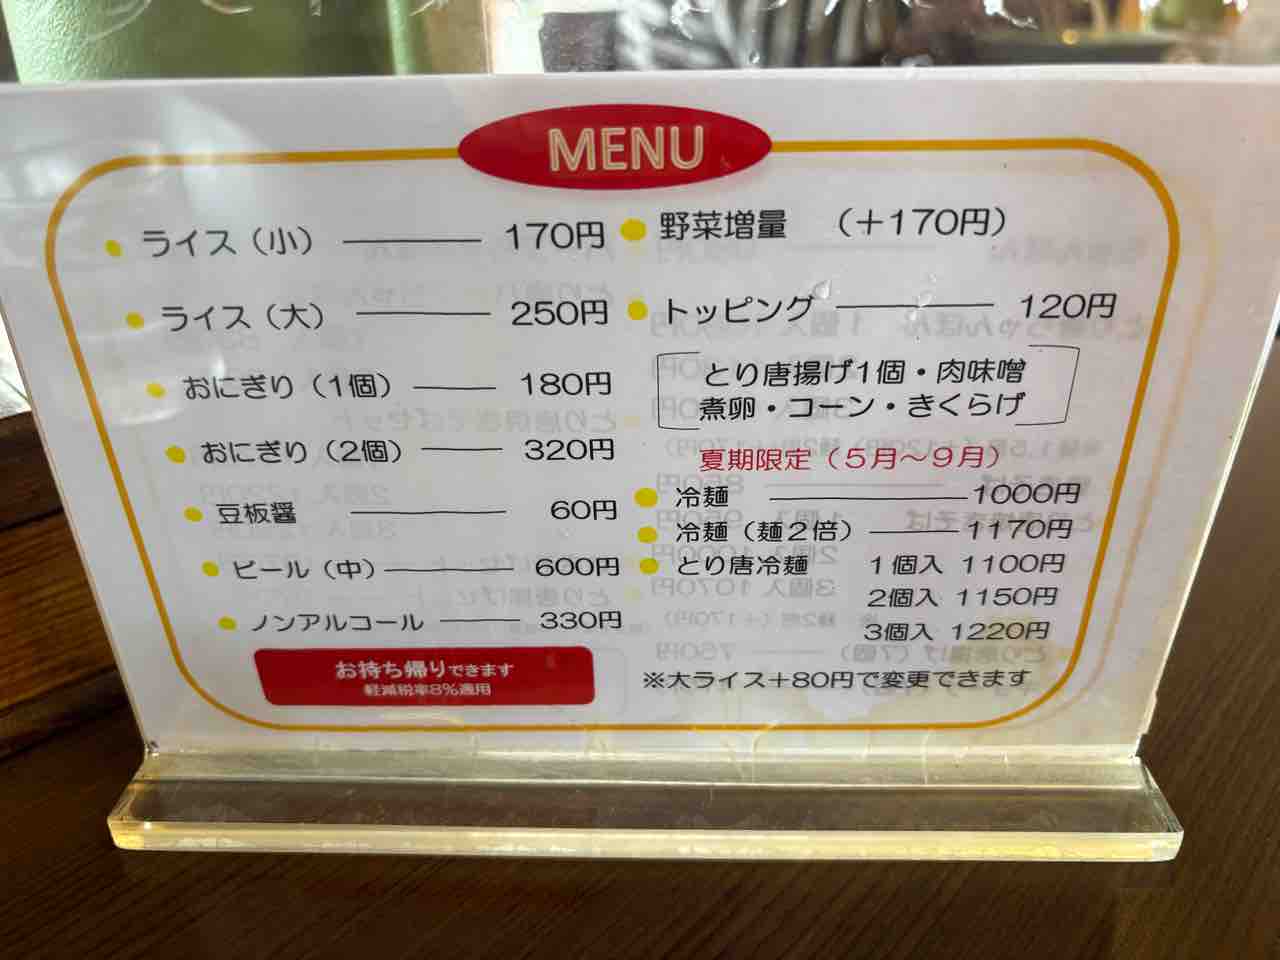 MENU
ライス（小） 170円
ライス（大） 250円
おにぎり（1個） 180円
おにぎり（2個） 320円
豆板醤 60円
ビール（中） 600円
ノンアルコール 330円
お持ち帰りできます
軽減税率8%適用
野菜増量 （＋170円）
トッピング 120円
とり唐揚げ1個・肉味噌
煮卵・コーン・きくらげ
夏期限定（5月～9月）
冷麺 1000円
冷麺（麺2倍） 1170円
とり唐冷麺 1個入 1100円
2個入 1150円
3個入 1220円
※大ライス＋80円で変更できます